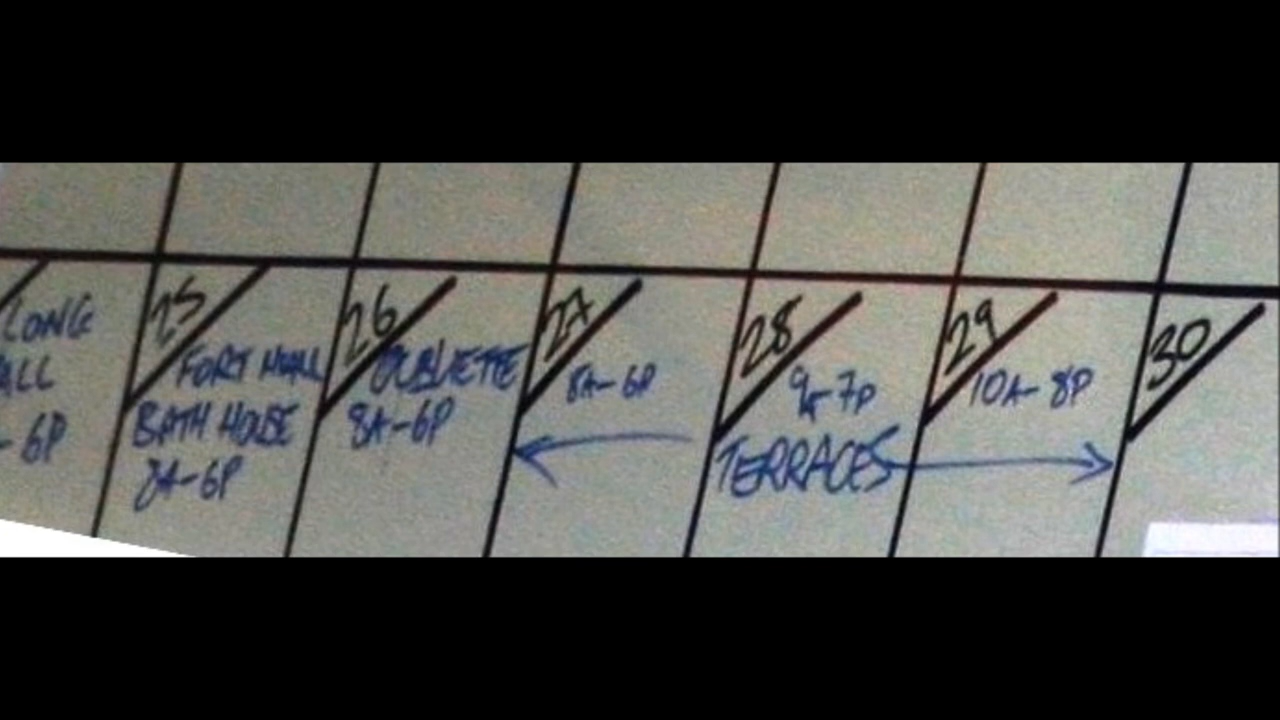 LONG
ALL
- 6P
25
FORT HALL
BATH HOUSE
8A-6P
26
OUBLIETTE
8A-6P
27
8A-6P
28
9A-7P
TERRACES
29
10A-8P
30